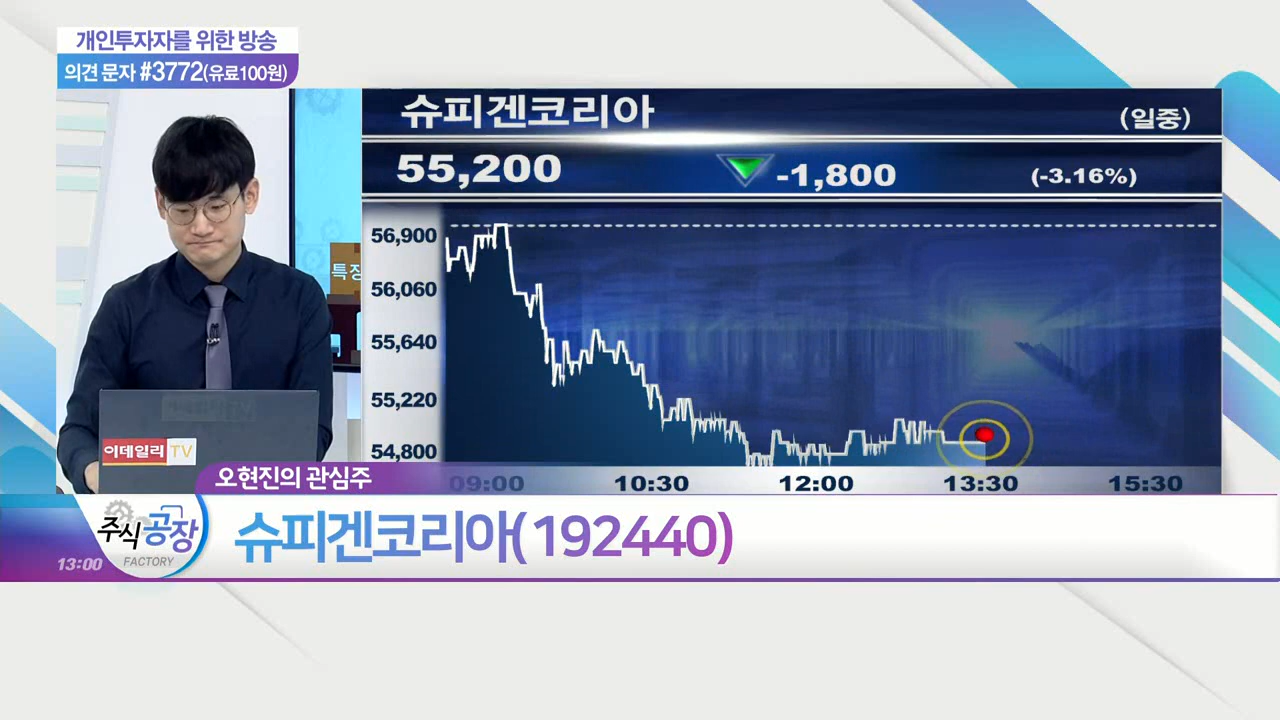 개인투자자를 위한 방송
의견 문자 #3772(유료100원)
슈피겐코리아
(일중)
55,200
-1,800
(-3.16%)
56,900
56,060
55,640
55,220
54,800
09:00
10:30
12:00
13:30
15:30
특징
이데일리 TV
오현진의 관심주
주식공장
FACTORY
13:00
슈피겐코리아(192440)